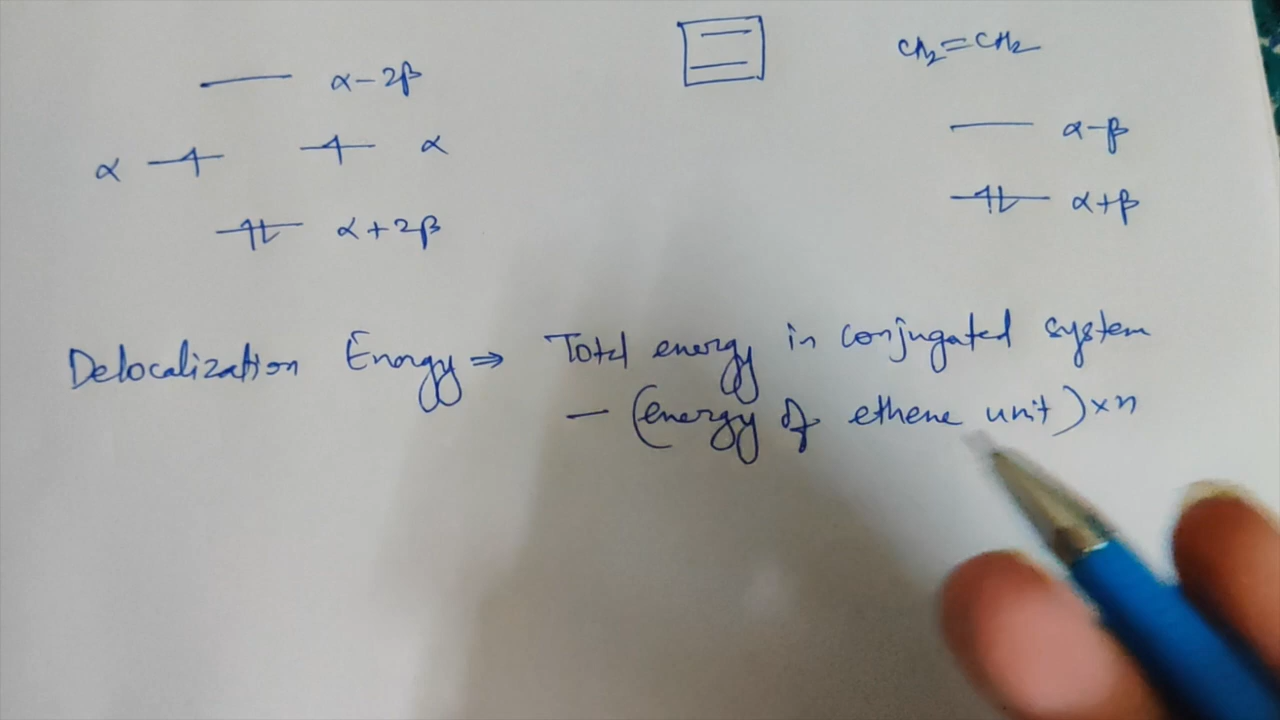 CH₂=CH₂
α-2β
α-β
α α
α+β
α+2β
Delocalization Energy ⇒ Total energy in conjugated system
- (energy of ethene unit) × n